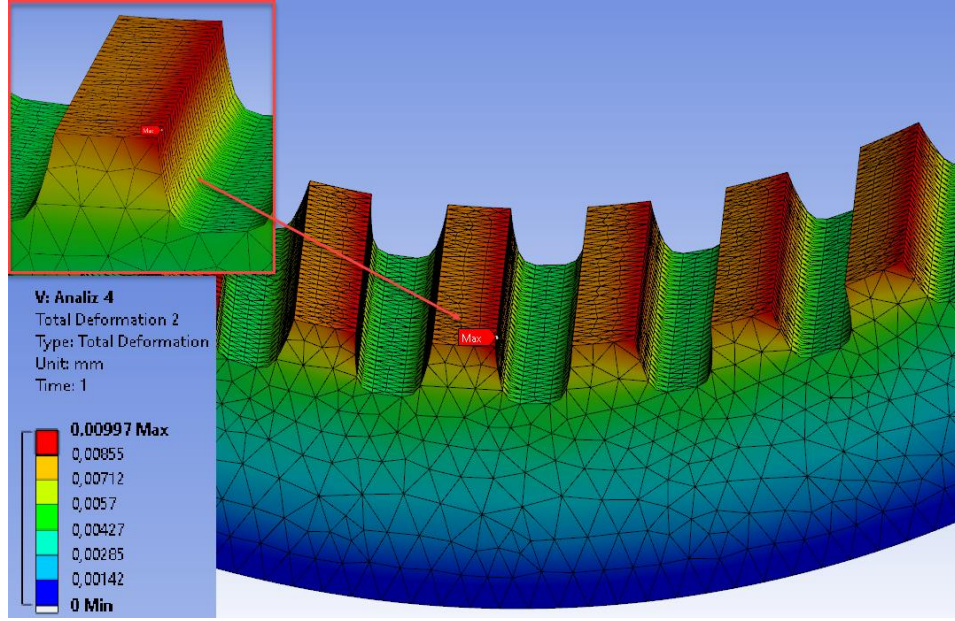 Max
Max
V: Analiz 4
Total Deformation 2
Type: Total Deformation
Unit: mm
Time: 1
0,00997 Max
0,00855
0,00712
0,0057
0,00427
0,00285
0,00142
0 Min